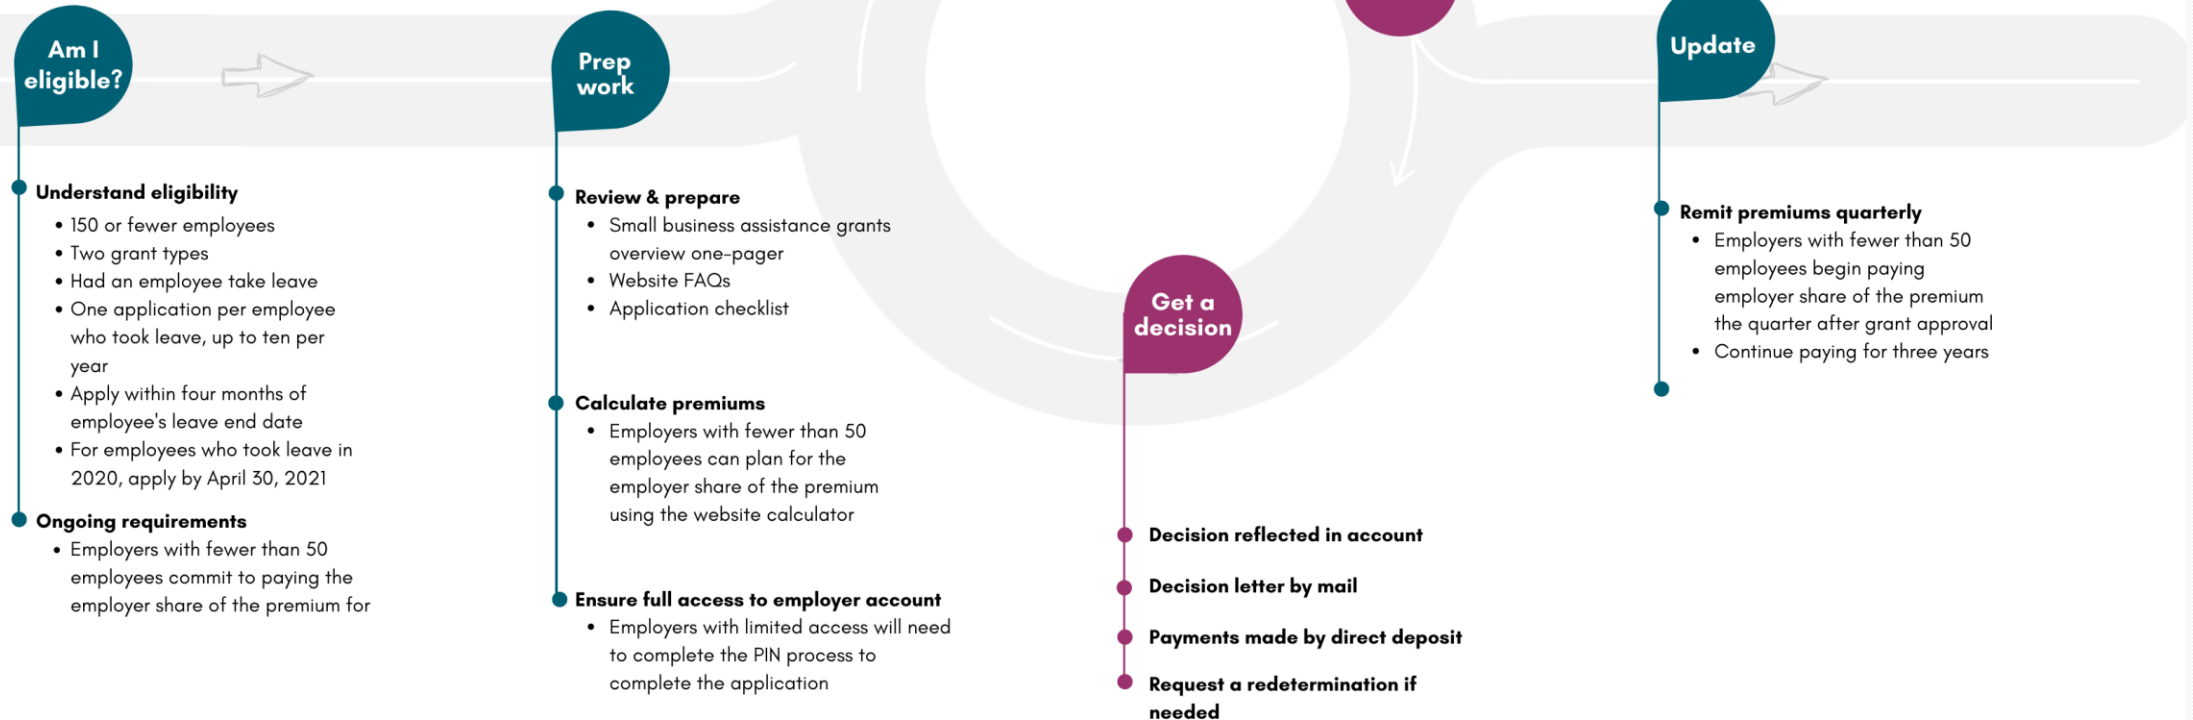 Am I
eligible?
Understand eligibility
• 150 or fewer employees
• Two grant types
• Had an employee take leave
• One application per employee
who took leave, up to ten per
year
• Apply within four months of
employee's leave end date
• For employees who took leave in
2020, apply by April 30, 2021
Ongoing requirements
• Employers with fewer than 50
employees commit to paying the
employer share of the premium for
Prep
work
Review & prepare
• Small business assistance grants
overview one-pager
• Website FAQs
• Application checklist
Calculate premiums
• Employers with fewer than 50
employees can plan for the
employer share of the premium
using the website calculator
Ensure full access to employer account
• Employers with limited access will need
to complete the PIN process to
complete the application
Get a
decision
Decision reflected in account
Decision letter by mail
Payments made by direct deposit
Request a redetermination if
needed
Update
Remit premiums quarterly
• Employers with fewer than 50
employees begin paying
employer share of the premium
the quarter after grant approval
• Continue paying for three years